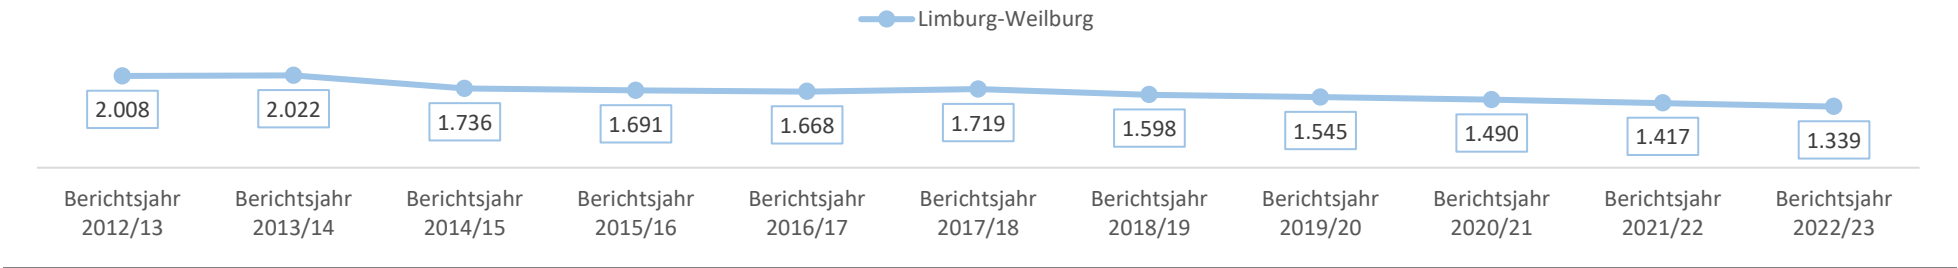 Limburg-Weilburg
2.008
2.022
1.736
1.691
1.668
1.719
1.598
1.545
1.490
1.417
1.339
Berichtsjahr
2012/13
Berichtsjahr
2013/14
Berichtsjahr
2014/15
Berichtsjahr
2015/16
Berichtsjahr
2016/17
Berichtsjahr
2017/18
Berichtsjahr
2018/19
Berichtsjahr
2019/20
Berichtsjahr
2020/21
Berichtsjahr
2021/22
Berichtsjahr
2022/23